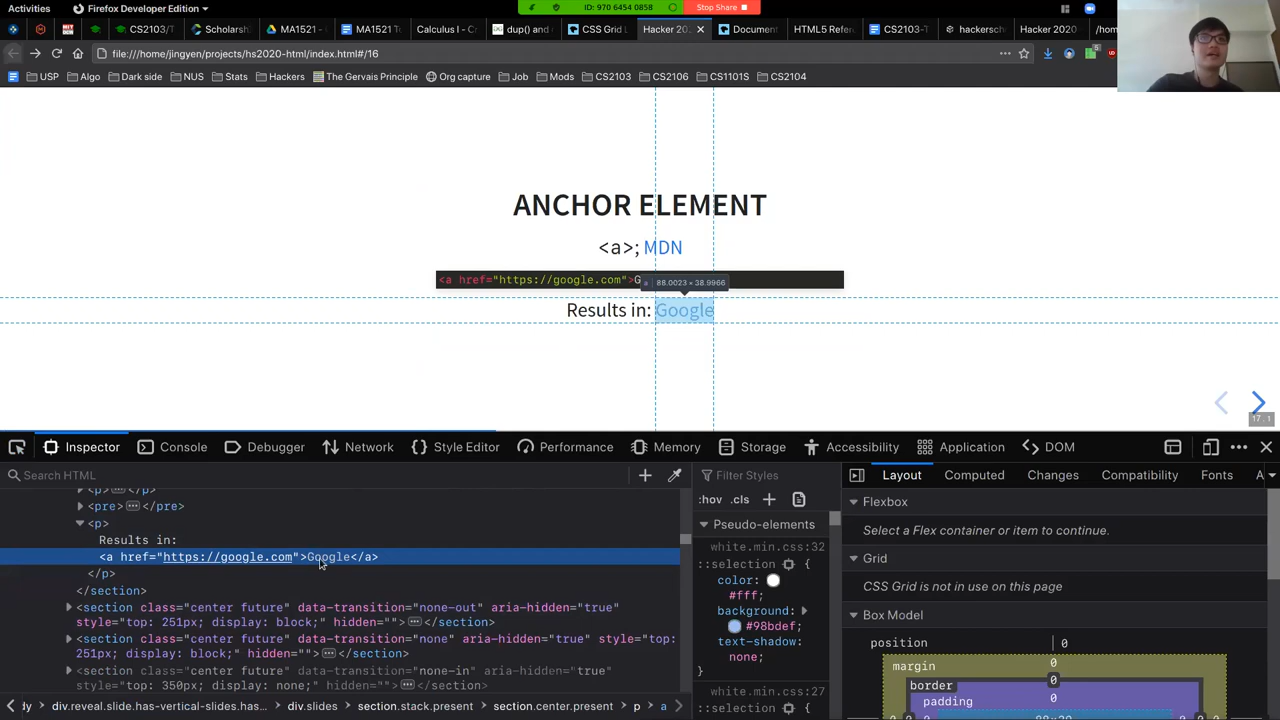 Activities
Firefox Developer Edition
ID: 970 6454 0858
Stop Share
CS2103/T
Scholarsh
MA1521 -
MA1521 To
Calculus I - C
dup() and
CSS Grid L
Hacker 20
Document
HTML5 Refer
CS2103-T
hackersch
Hacker 2020
/hom
file:///home/jingyen/projects/hs2020-html/index.html#/16
5
USP
Algo
Dark side
NUS
Stats
Hackers
The Gervais Principle
Org capture
Job
Mods
CS2103
CS2106
CS1101S
CS2104
ANCHOR ELEMENT
<a>; MDN
<a href="https://google.com">G
a 88.0023 × 38.9966
Results in: Google
17.1
Inspector
Console
Debugger
Network
Style Editor
Performance
Memory
Storage
Accessibility
Application
DOM
Search HTML
<p> </p>
<pre> </pre>
<p>
Results in:
<a href="https://google.com">Google</a>
</p>
</section>
<section class="center future" data-transition="none-out" aria-hidden="true"
style="top: 251px; display: block;" hidden=""> </section>
<section class="center future" data-transition="none" aria-hidden="true" style="top:
251px; display: block;" hidden=""> </section>
<section class="center future" data-transition="none-in" aria-hidden="true"
style="top: 350px; display: none;" hidden=""> </section>
dy
div.reveal.slide.has-vertical-slides.has...
div.slides
section.stack.present
section.center.present
p
a
Filter Styles
:hov .cls
Pseudo-elements
white.min.css:32
::selection {
color:
#fff;
background:
#98bdef;
text-shadow:
none;
}
white.min.css:27
::selection {
Layout
Computed
Changes
Compatibility
Fonts
A
Flexbox
Select a Flex container or item to continue.
Grid
CSS Grid is not in use on this page
Box Model
position 0
margin 0
border 0
padding 0